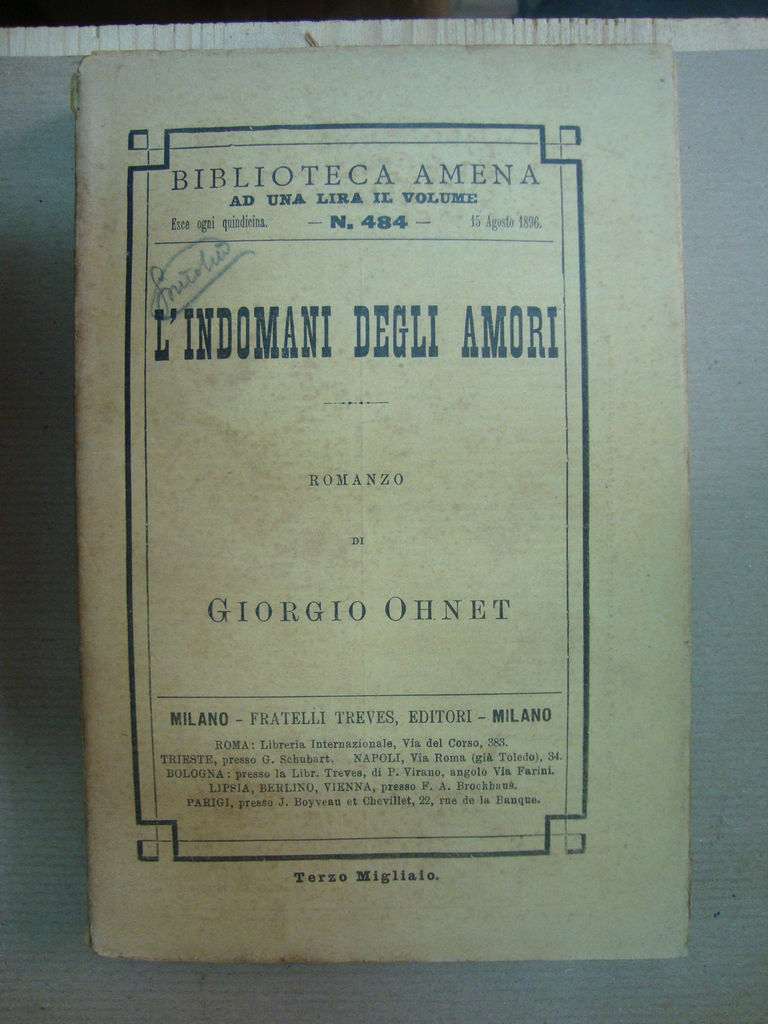 BIBLIOTECA AMENA
AD UNA LIRA IL VOLUME
Esce ogni quindicina. — N. 484 — 15 Agosto 1896.
L'INDOMANI DEGLI AMORI
ROMANZO
DI
GIORGIO OHNET
MILANO - FRATELLI TREVES, EDITORI - MILANO
ROMA: Libreria Internazionale, Via del Corso, 383.
TRIESTE, presso G. Schubart. NAPOLI, Via Roma (già Toledo), 34.
BOLOGNA: presso la Libr. Treves, di P. Virano, angolo Via Farini.
LIPSIA, BERLINO, VIENNA, presso F. A. Brockhaus.
PARIGI, presso J. Boyveau et Chevillet, 22, rue de la Banque.
Terzo Migliaio.